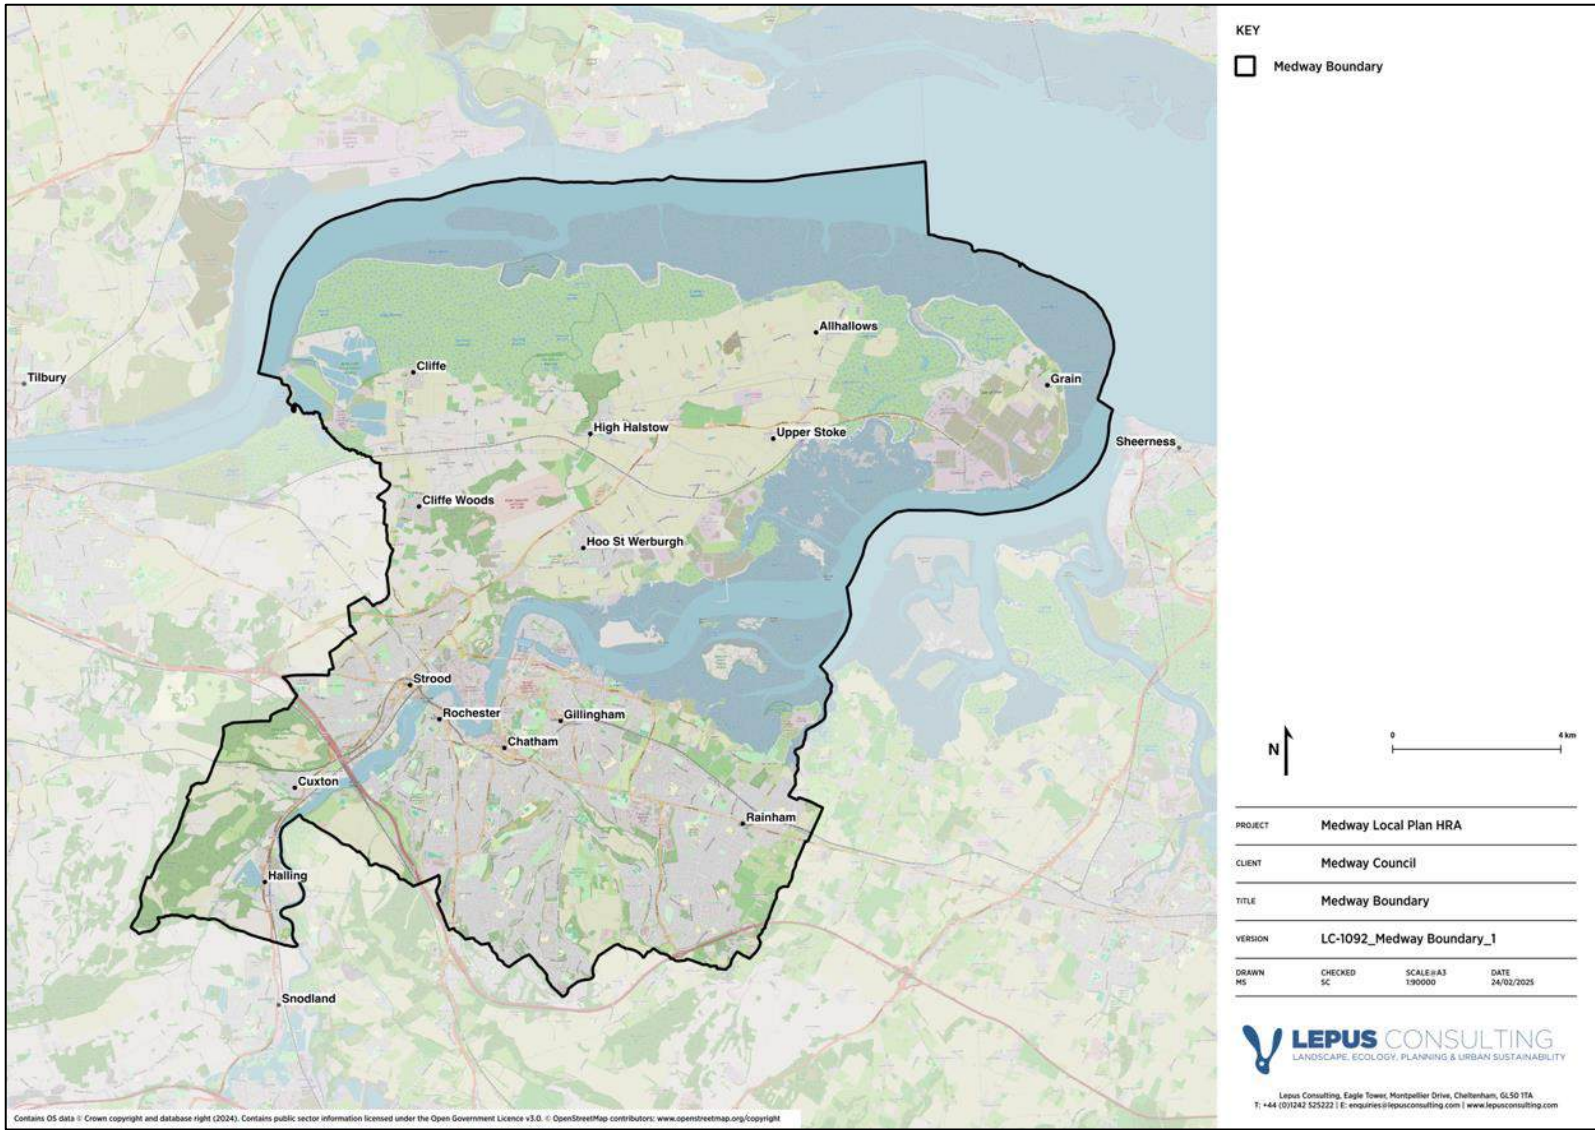 KEY
Medway Boundary
Allhallows
Cliffe
Tilbury
Grain
High Halstow
Upper Stoke
Sheerness
Cliffe Woods
Hoo St Werburgh
Strood
Rochester
Gillingham
Chatham
Cuxton
Rainham
Halling
Snodland
N
0 4 km
PROJECT Medway Local Plan HRA
CLIENT Medway Council
TITLE Medway Boundary
VERSION LC-1092_Medway Boundary_1
DRAWN CHECKED SCALE@A3 DATE
MS SC 1:90000 24/02/2025
LEPUS CONSULTING
LANDSCAPE, ECOLOGY, PLANNING & URBAN SUSTAINABILITY
Lepus Consulting, Eagle Tower, Montpellier Drive, Cheltenham, GL50 1TA
T: +44 (0)1242 525222 | E: enquiries@lepusconsulting.com | www.lepusconsulting.com
Contains OS data © Crown copyright and database right (2024). Contains public sector information licensed under the Open Government Licence v3.0. © OpenStreetMap contributors: www.openstreetmap.org/copyright